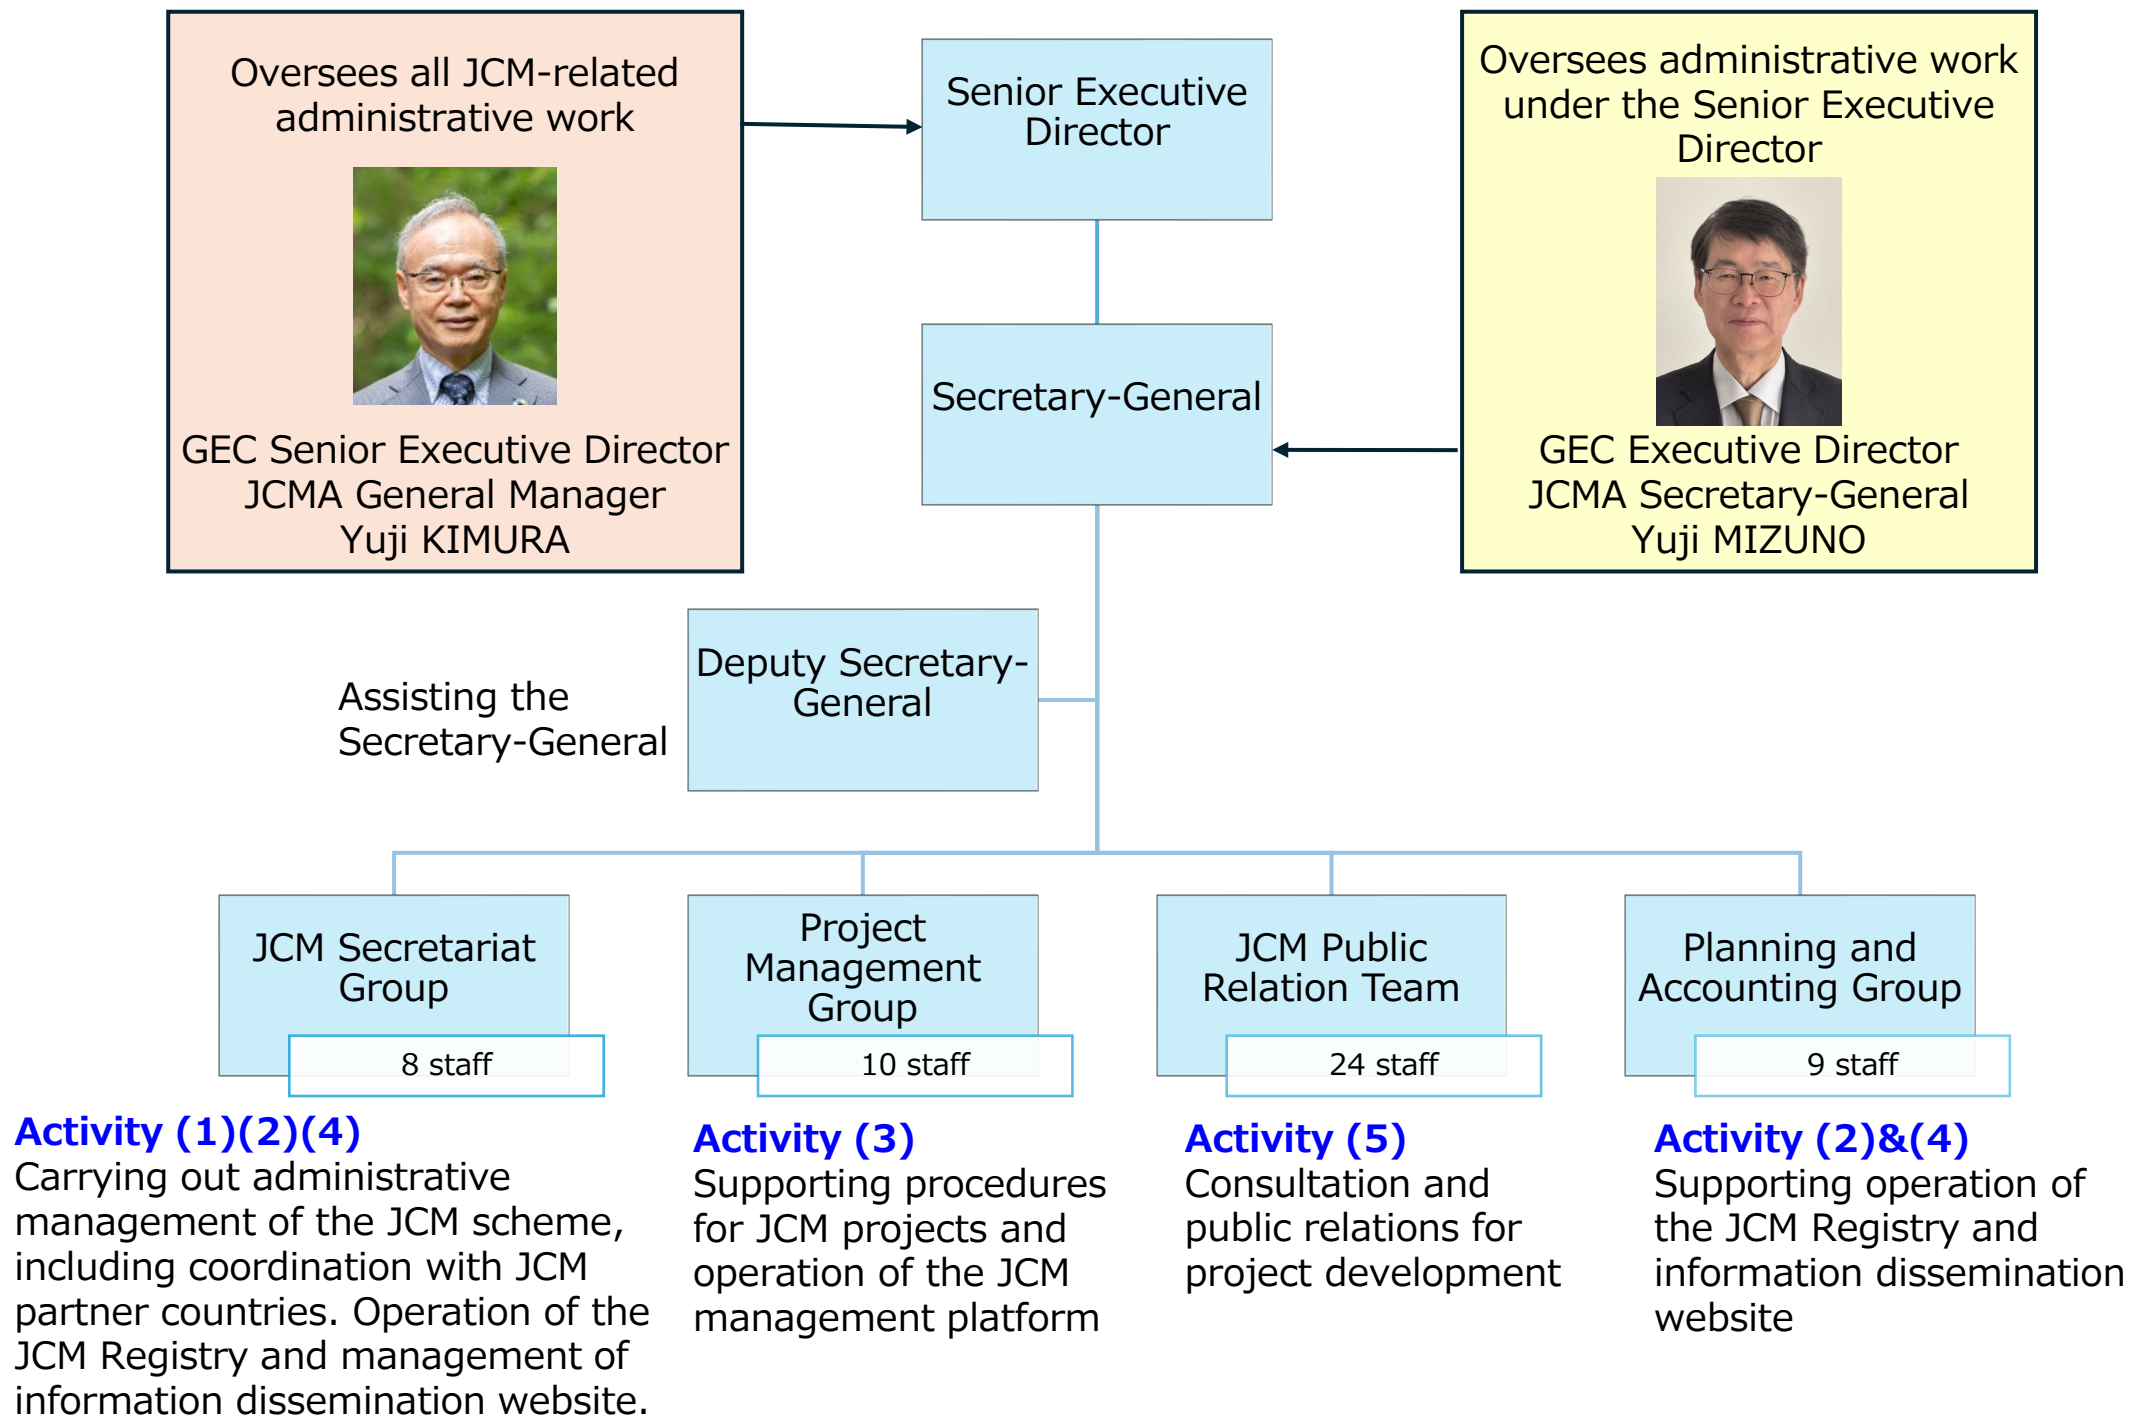 Oversees all JCM-related
administrative work
GEC Senior Executive Director
JCMA General Manager
Yuji KIMURA
Senior Executive
Director
Oversees administrative work
under the Senior Executive
Director
GEC Executive Director
JCMA Secretary-General
Yuji MIZUNO
Secretary-General
Assisting the
Secretary-General
Deputy Secretary-
General
JCM Secretariat
Group
8 staff
Activity (1)(2)(4)
Carrying out administrative
management of the JCM scheme,
including coordination with JCM
partner countries. Operation of the
JCM Registry and management of
information dissemination website.
Project
Management
Group
10 staff
Activity (3)
Supporting procedures
for JCM projects and
operation of the JCM
management platform
JCM Public
Relation Team
24 staff
Activity (5)
Consultation and
public relations for
project development
Planning and
Accounting Group
9 staff
Activity (2)&(4)
Supporting operation of
the JCM Registry and
information dissemination
website